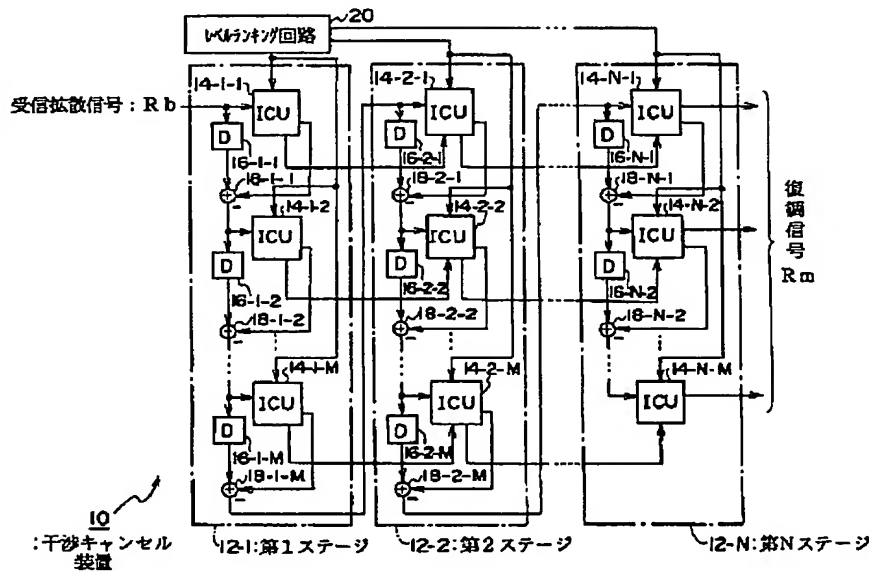 20
レベルランキング回路
14-1-1
14-2-1
14-N-1
受信拡散信号：Rb
ICU
ICU
ICU
D
D
D
16-1-1
16-2-1
16-N-1
18-1-1
18-2-1
18-N-1
14-1-2
14-2-2
14-N-2
ICU
ICU
ICU
D
D
D
16-1-2
16-2-2
16-N-2
18-1-2
18-2-2
18-N-2
復調信号Rm
14-1-M
14-2-M
14-N-M
ICU
ICU
ICU
D
D
16-1-M
16-2-M
18-1-M
18-2-M
10
：干渉キャンセル
装置
12-1：第1ステージ
12-2：第2ステージ
12-N：第Nステージ